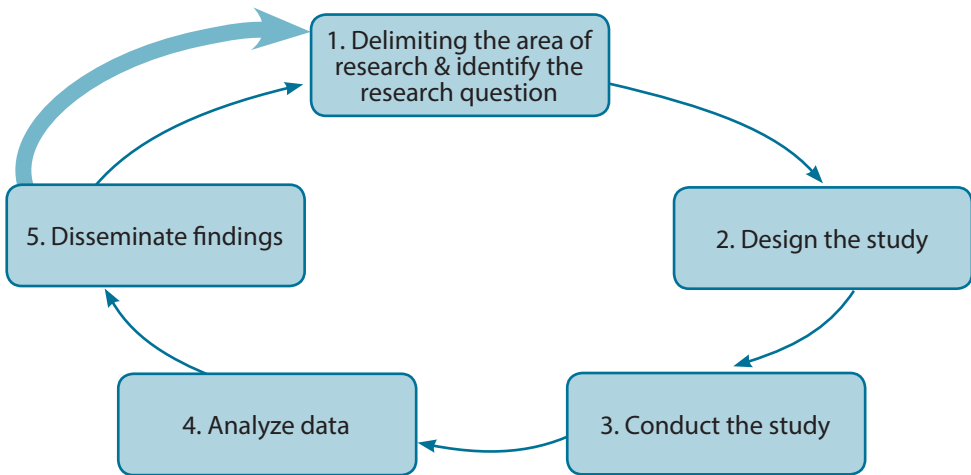 1. Delimiting the area of
research & identify the
research question
2. Design the study
3. Conduct the study
4. Analyze data
5. Disseminate findings